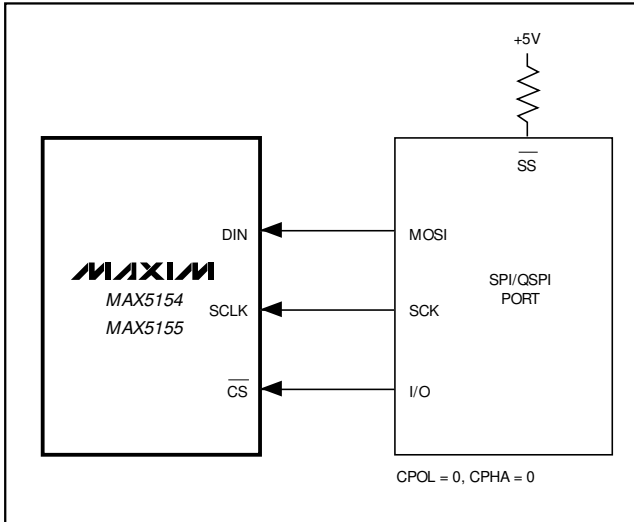 +5V
SS
DIN
MOSI
MAXIM
MAX5154
MAX5155
SPI/QSPI
PORT
SCLK
SCK
CS
I/O
CPOL = 0, CPHA = 0